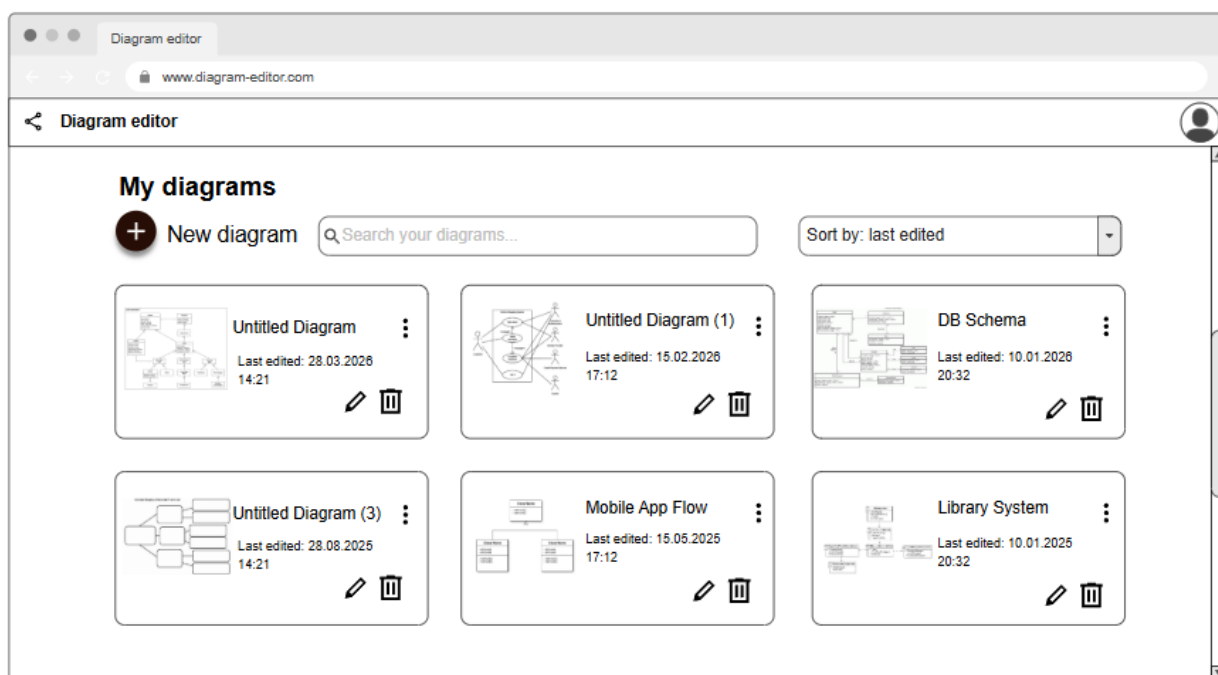 Diagram editor
www.diagram-editor.com
Diagram editor
My diagrams
New diagram
Search your diagrams...
Sort by: last edited
Untitled Diagram
Last edited: 28.03.2026
14:21
Untitled Diagram (1)
Last edited: 15.02.2026
17:12
DB Schema
Last edited: 10.01.2026
20:32
Untitled Diagram (3)
Last edited: 28.08.2025
14:21
Mobile App Flow
Last edited: 15.05.2025
17:12
Library System
Last edited: 10.01.2025
20:32